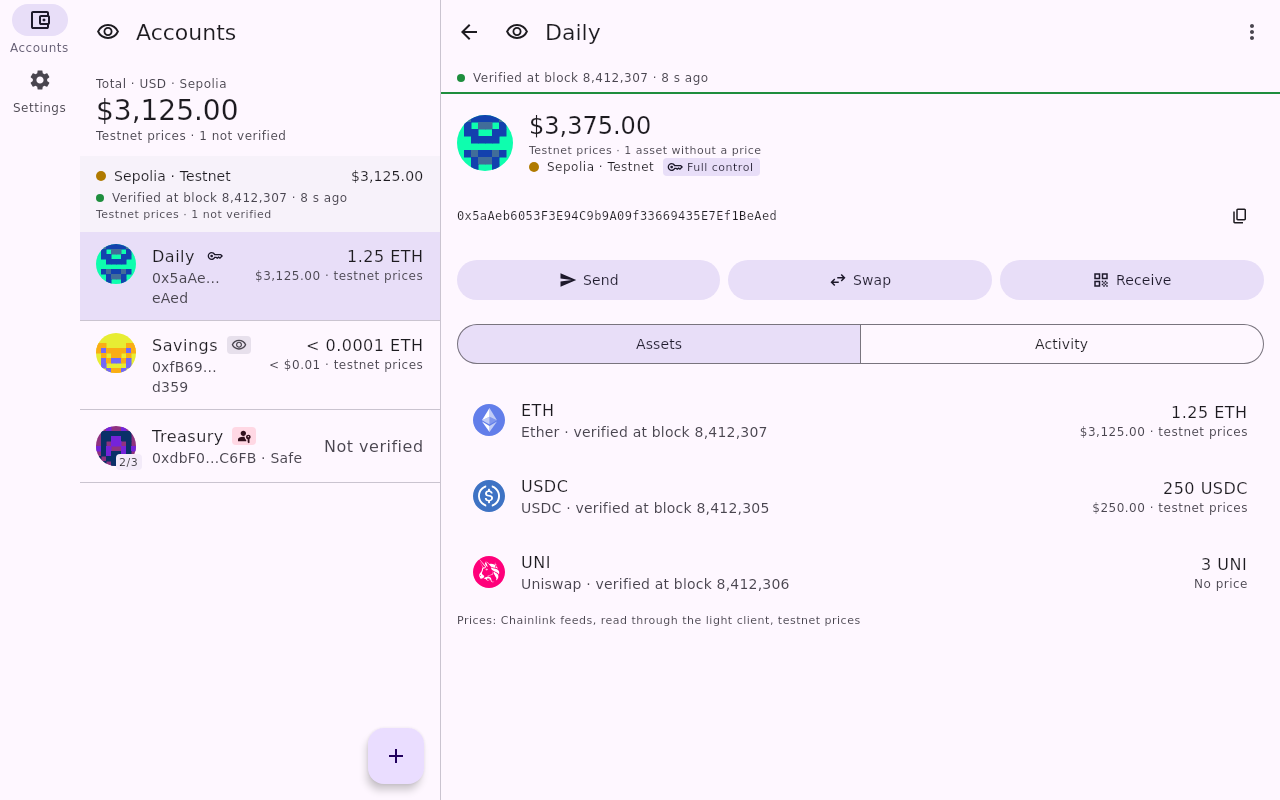 Accounts
Settings
Accounts
Total · USD · Sepolia
$3,125.00
Testnet prices · 1 not verified
Sepolia · Testnet
$3,125.00
Verified at block 8,412,307 · 8 s ago
Testnet prices · 1 not verified
Daily
1.25 ETH
0x5aAe...
eAed
$3,125.00 · testnet prices
Savings
< 0.0001 ETH
0xfB69...
d359
< $0.01 · testnet prices
Treasury
Not verified
0xdbF0...C6FB · Safe
2/3
Daily
Verified at block 8,412,307 · 8 s ago
$3,375.00
Testnet prices · 1 asset without a price
Sepolia · Testnet
Full control
0x5aAeb6053F3E94C9b9A09f33669435E7Ef1BeAed
Send
Swap
Receive
Assets
Activity
ETH
1.25 ETH
Ether · verified at block 8,412,307
$3,125.00 · testnet prices
USDC
250 USDC
USDC · verified at block 8,412,305
$250.00 · testnet prices
UNI
3 UNI
Uniswap · verified at block 8,412,306
No price
Prices: Chainlink feeds, read through the light client, testnet prices